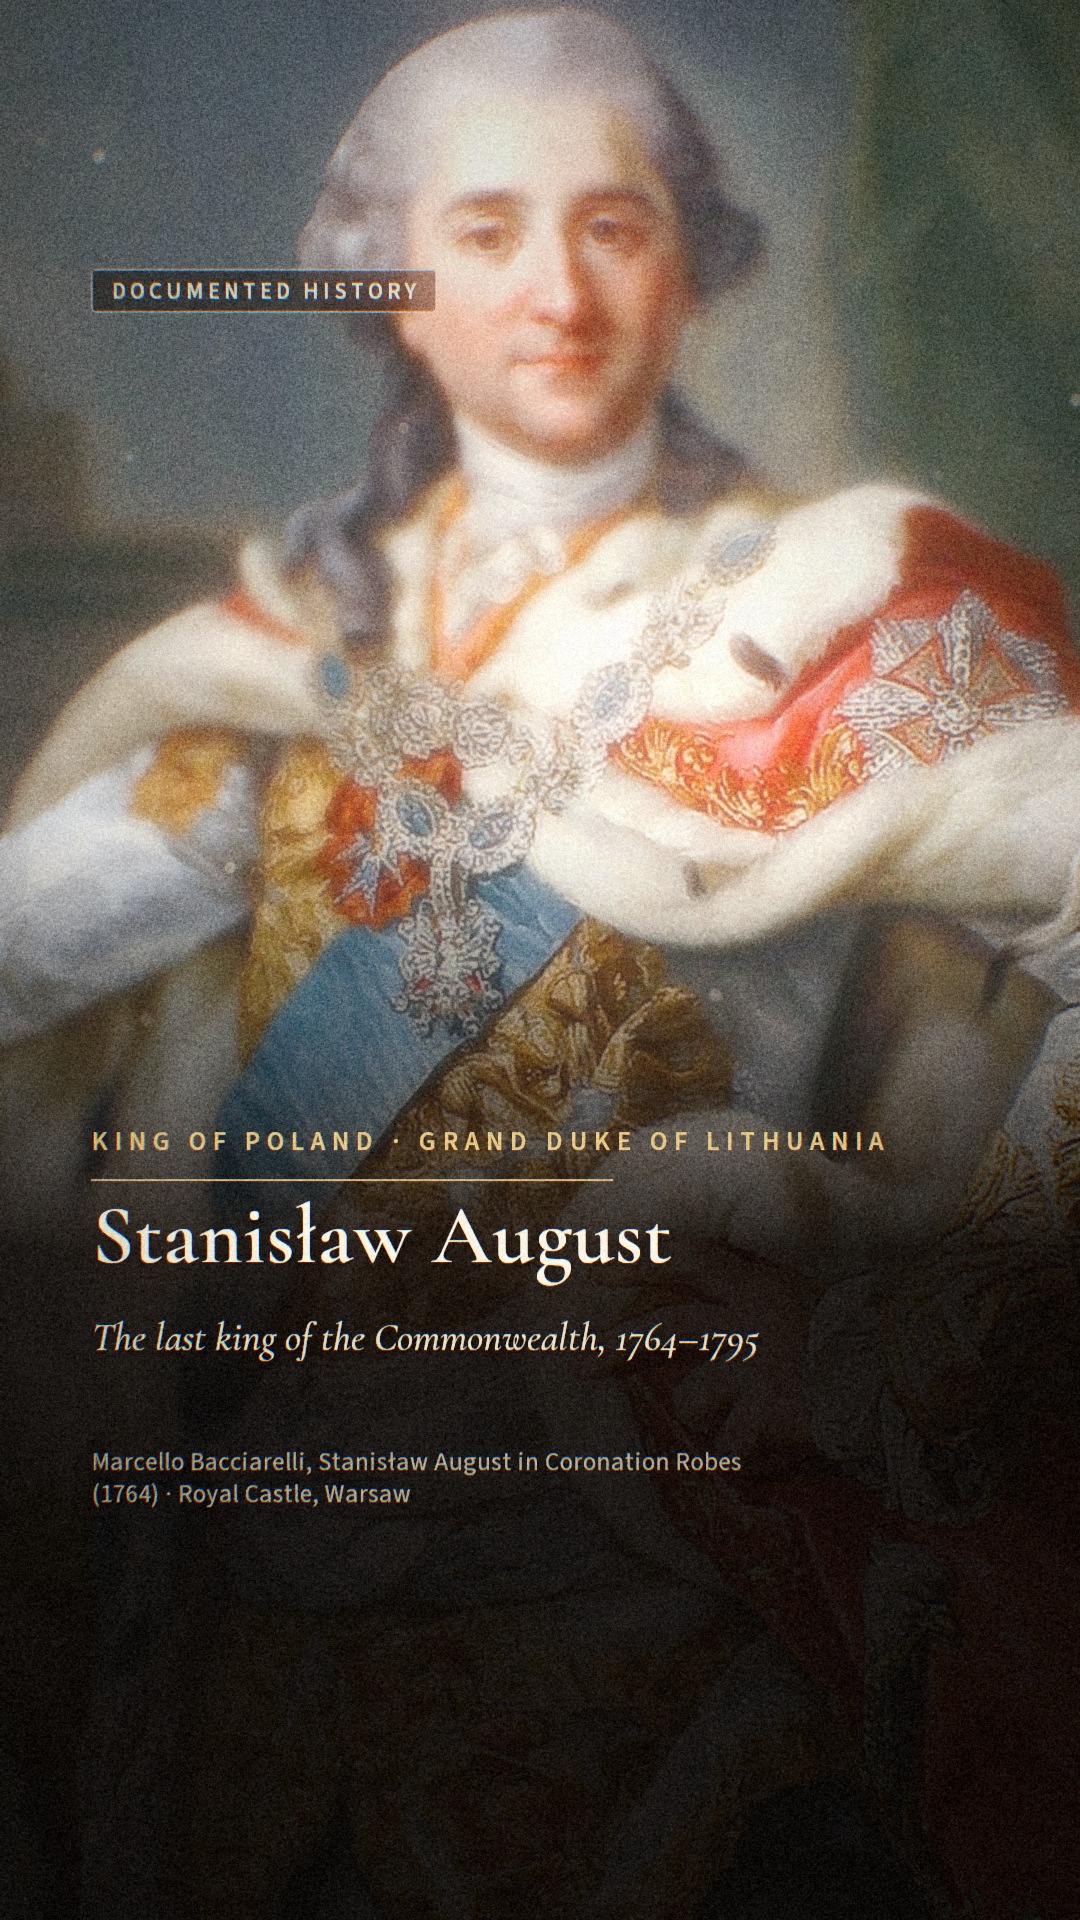 DOCUMENTED HISTORY
KING OF POLAND · GRAND DUKE OF LITHUANIA
Stanisław August
The last king of the Commonwealth, 1764–1795
Marcello Bacciarelli, Stanisław August in Coronation Robes
(1764) · Royal Castle, Warsaw